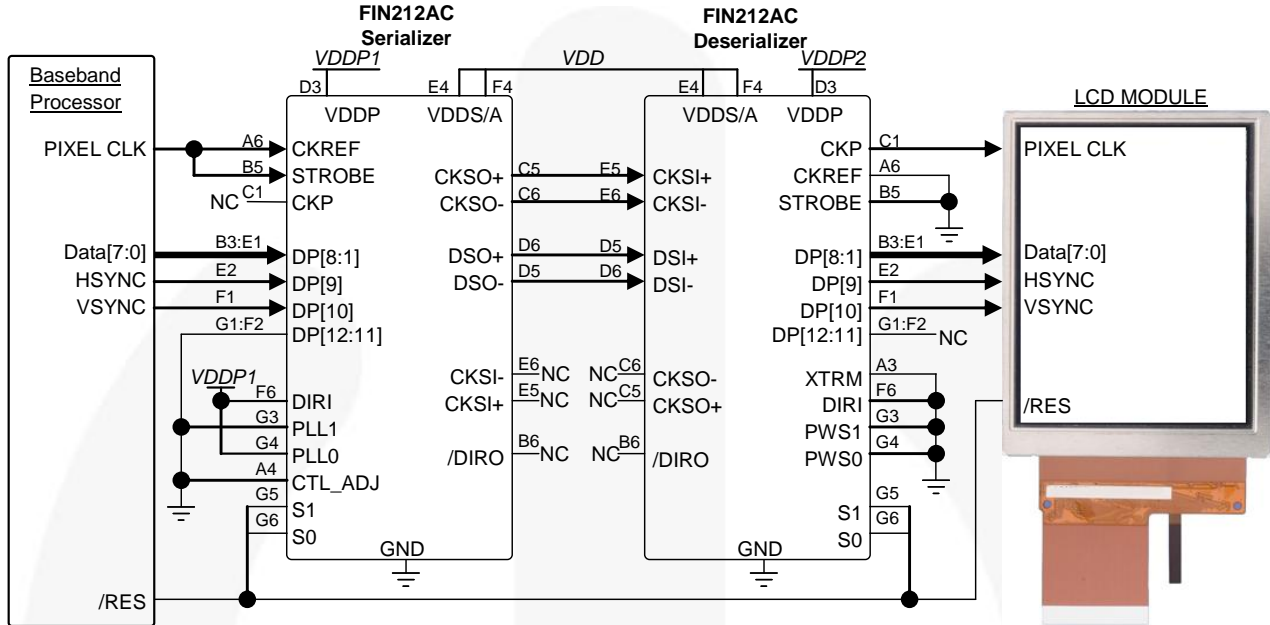 FIN212AC
Serializer
FIN212AC
Deserializer
VDDP1
VDD
VDDP2
Baseband
Processor
D3
E4
F4
E4
F4
D3
LCD MODULE
VDDP
VDDS/A
VDDS/A
VDDP
PIXEL CLK
A6
CKREF
B5
STROBE
NC
C1
CKP
CKSO+
C5
E5
CKSI+
CKSO-
C6
E6
CKSI-
CKP
C1
PIXEL CLK
CKREF
A6
STROBE
B5
Data[7:0]
B3:E1
DP[8:1]
HSYNC
E2
DP[9]
VSYNC
F1
DP[10]
G1:F2
DP[12:11]
DSO+
D6
D5
DSI+
DSO-
D5
D6
DSI-
DP[8:1]
B3:E1
Data[7:0]
DP[9]
E2
HSYNC
DP[10]
F1
VSYNC
DP[12:11]
G1:F2
NC
VDDP1
F6
DIRI
G3
PLL1
G4
PLL0
A4
CTL_ADJ
G5
S1
G6
S0
CKSI-
E6
NC
NC
C6
CKSO-
CKSI+
E5
NC
NC
C5
CKSO+
/DIRO
B6
NC
NC
B6
/DIRO
XTRM
A3
DIRI
F6
PWS1
G3
PWS0
G4
S1
G5
S0
G6
/RES
GND
GND
/RES